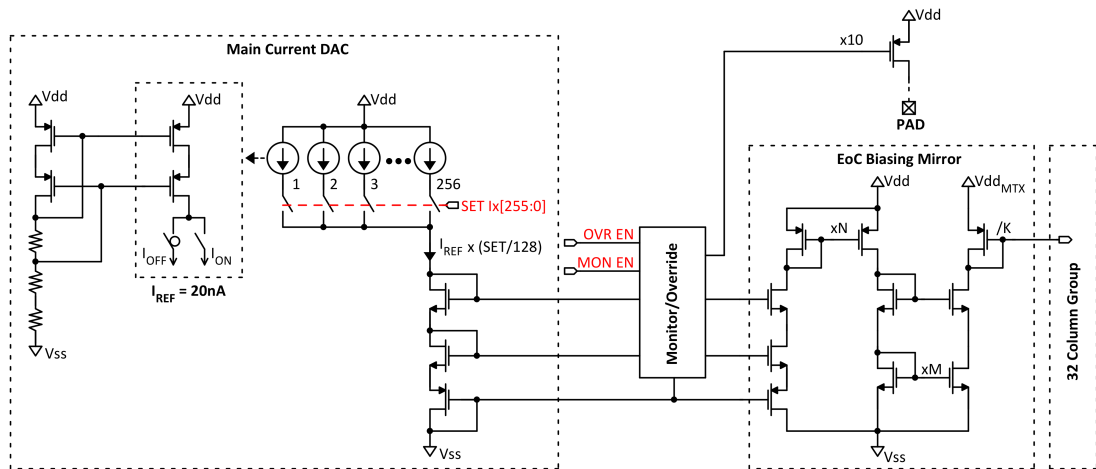 Main Current DAC
Vdd
Vdd
Vdd
1
2
3
256
SET Ix[255:0]
I_OFF
I_ON
I_REF = 20nA
I_REF x (SET/128)
Vss
Vss
OVR EN
MON EN
Monitor/Override
x10
Vdd
PAD
EoC Biasing Mirror
Vdd
Vdd_MTX
xN
/K
xM
Vss
32 Column Group